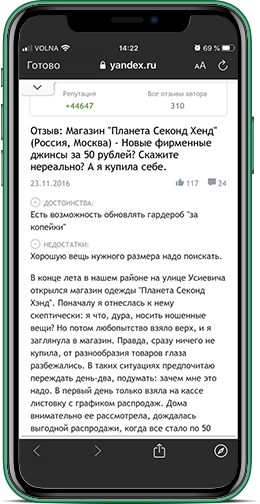 VOLNA
14:22
69 %
Готово
yandex.ru
AA
Репутация
Все отзывы автора
+44647
310
Отзыв: Магазин "Планета Секонд Хенд"
(Россия, Москва) - Новые фирменные
джинсы за 50 рублей? Скажите
нереально? А я купила себе.
23.11.2016
117
24
ДОСТОИНСТВА:
Есть возможность обновлять гардероб "за
копейки"
НЕДОСТАТКИ:
Хорошую вещь нужного размера надо поискать.
В конце лета в нашем районе на улице Усиевича
открылся магазин одежды "Планета Секонд
Хэнд". Поначалу я отнеслась к нему
скептически: я что, дура, носить ношенные
вещи? Но потом любопытство взяло верх, и я
заглянула в магазин. Правда, сразу ничего не
купила, от разнообразия товаров глаза
разбежались. В таких ситуациях предпочитаю
переждать день-два, подумать: зачем мне это
надо. В первый день только взяла на кассе
листовку с графиком распродаж. Дома
внимательно ее рассмотрела, дождалась
выгодной распродажи, когда все стало по 50